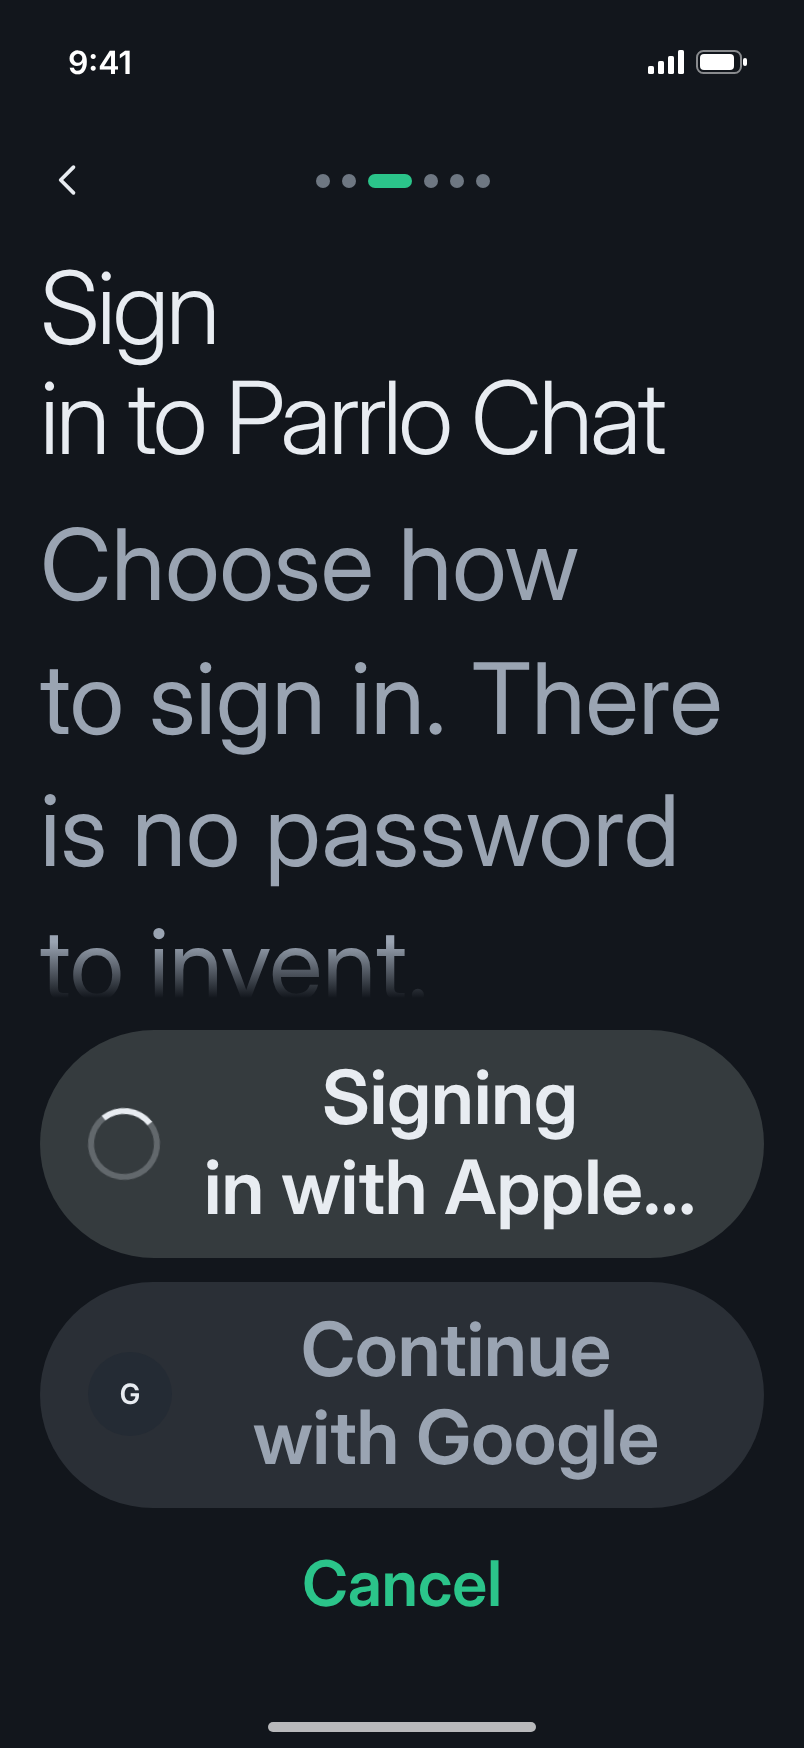 9:41
Sign
in to Parrlo Chat
Choose how
to sign in. There
is no password
to invent.
Signing
in with Apple...
G
Continue
with Google
Cancel